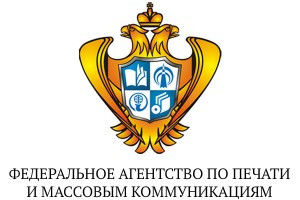 ФЕДЕРАЛЬНОЕ АГЕНТСТВО ПО ПЕЧАТИ
И МАССОВЫМ КОММУНИКАЦИЯМ